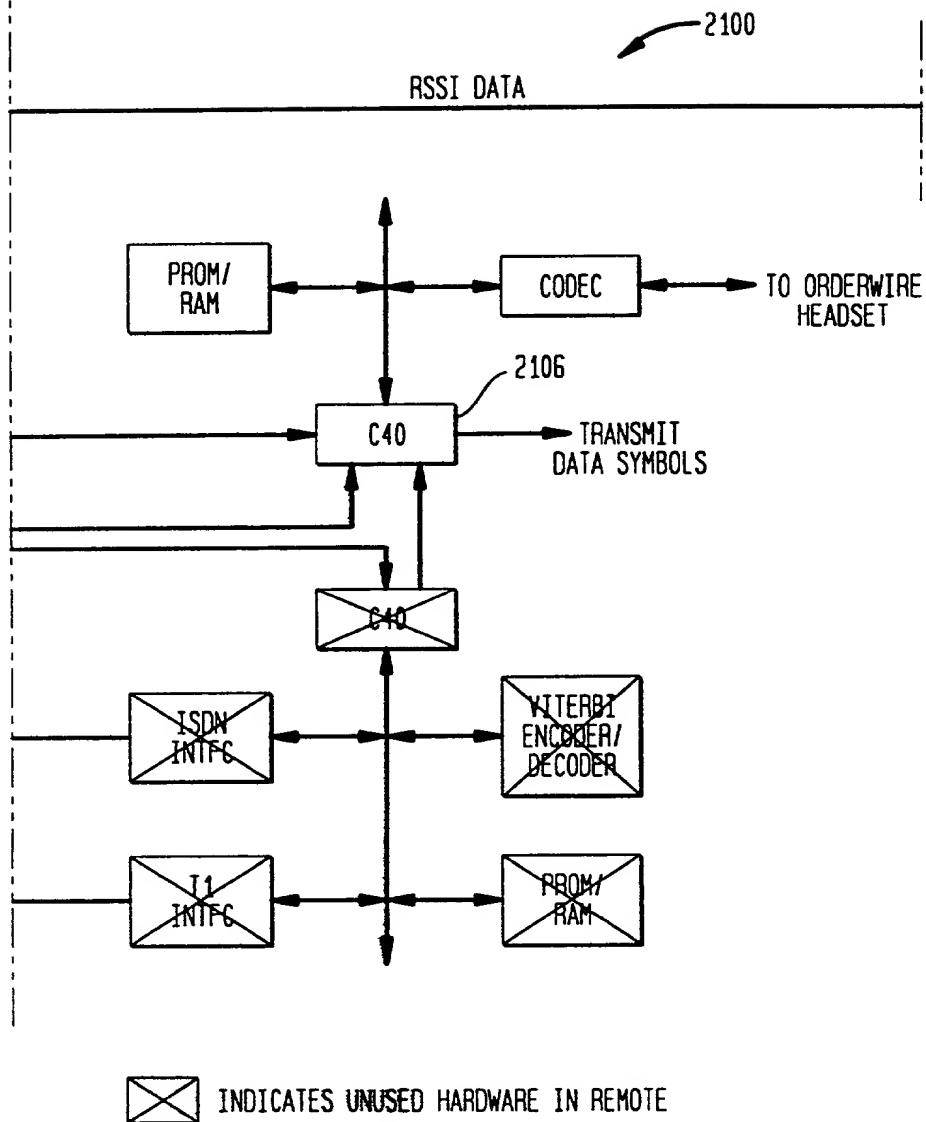 2100
RSSI DATA
PROM/
RAM
CODEC
TO ORDERWIRE
HEADSET
2106
C40
TRANSMIT
DATA SYMBOLS
C40
ISDN
INTFC
VITERBI
ENCODER/
DECODER
T1
INTFC
PROM/
RAM
INDICATES UNUSED HARDWARE IN REMOTE